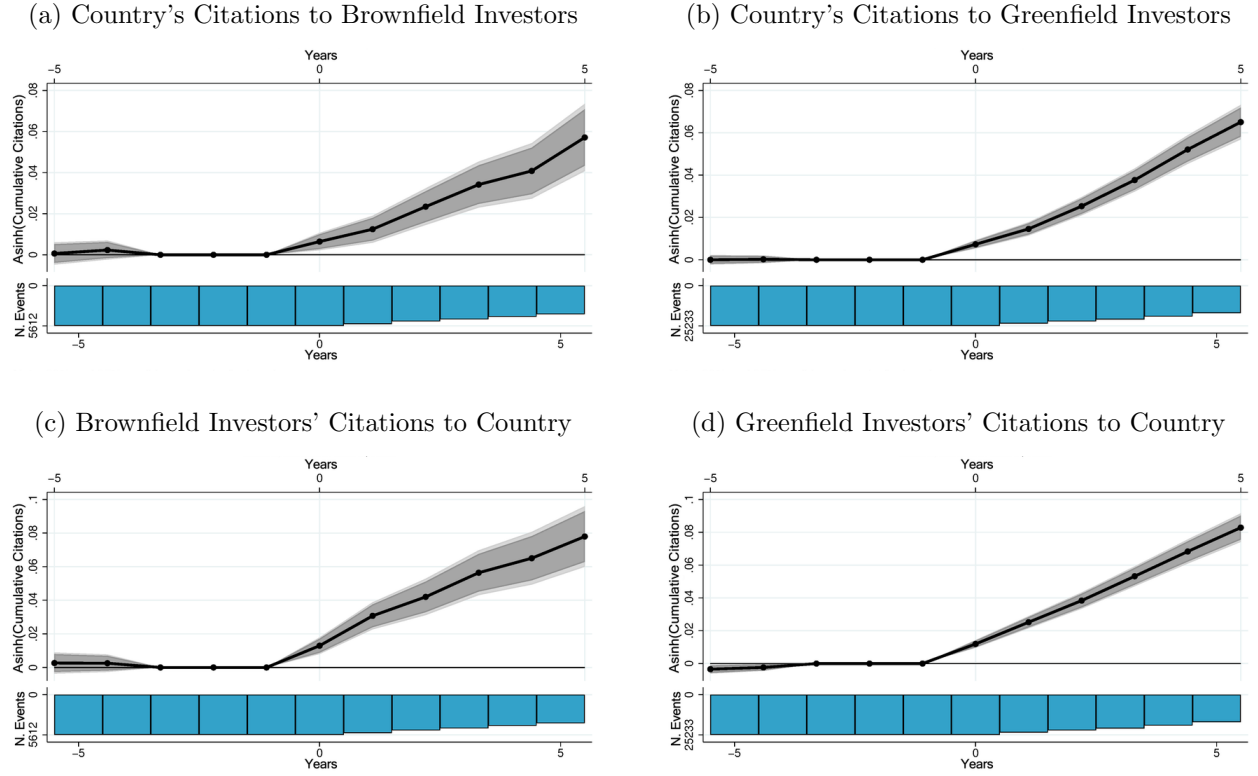 (a) Country's Citations to Brownfield Investors
Years
−5 0 5
Asinh(Cumulative Citations)
.08
.06
.04
.02
0
N. Events
0
5612
−5 0 5
Years
(b) Country's Citations to Greenfield Investors
Years
−5 0 5
Asinh(Cumulative Citations)
.08
.06
.04
.02
0
N. Events
0
25233
−5 0 5
Years
(c) Brownfield Investors' Citations to Country
Years
−5 0 5
Asinh(Cumulative Citations)
.1
.08
.06
.04
.02
0
N. Events
0
5612
−5 0 5
Years
(d) Greenfield Investors' Citations to Country
Years
−5 0 5
Asinh(Cumulative Citations)
.1
.08
.06
.04
.02
0
N. Events
0
25233
−5 0 5
Years